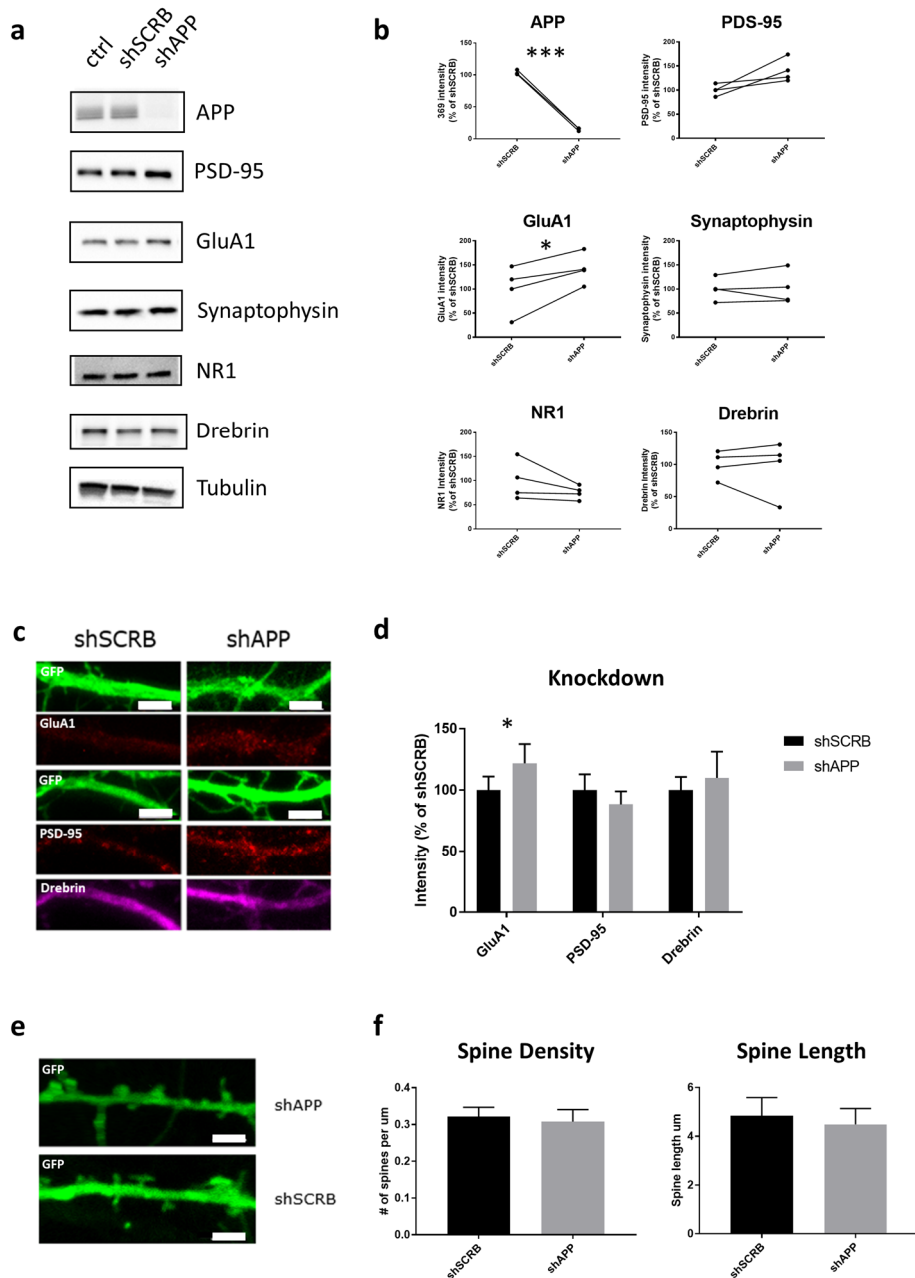 a
ctrl
shSCRB
shAPP
APP
PSD-95
GluA1
Synaptophysin
NR1
Drebrin
Tubulin
b
APP
***
369 intensity
(% of shSCRB)
150
100
50
0
shSCRB
shAPP
PDS-95
PSD-95 intensity
(% of shSCRB)
200
150
100
50
0
shSCRB
shAPP
GluA1
*
GluA1 intensity
(% of shSCRB)
200
150
100
50
0
shSCRB
shAPP
Synaptophysin
Synaptophysin intensity
(% of shSCRB)
200
150
100
50
0
shSCRB
shAPP
NR1
NR1 Intensity
(%of shSCRB)
200
150
100
50
0
shSCRB
shAPP
Drebrin
Drebrin Intensity
(% of shSCRB)
150
100
50
0
shSCRB
shAPP
c
shSCRB
shAPP
GFP
GluA1
GFP
PSD-95
Drebrin
d
Knockdown
*
Intensity (% of shSCRB)
150
100
50
0
GluA1
PSD-95
Drebrin
shSCRB
shAPP
e
GFP
shAPP
GFP
shSCRB
f
Spine Density
# of spines per um
0.4
0.3
0.2
0.1
0.0
shSCRB
shAPP
Spine Length
Spine length um
6
4
2
0
shSCRB
shAPP